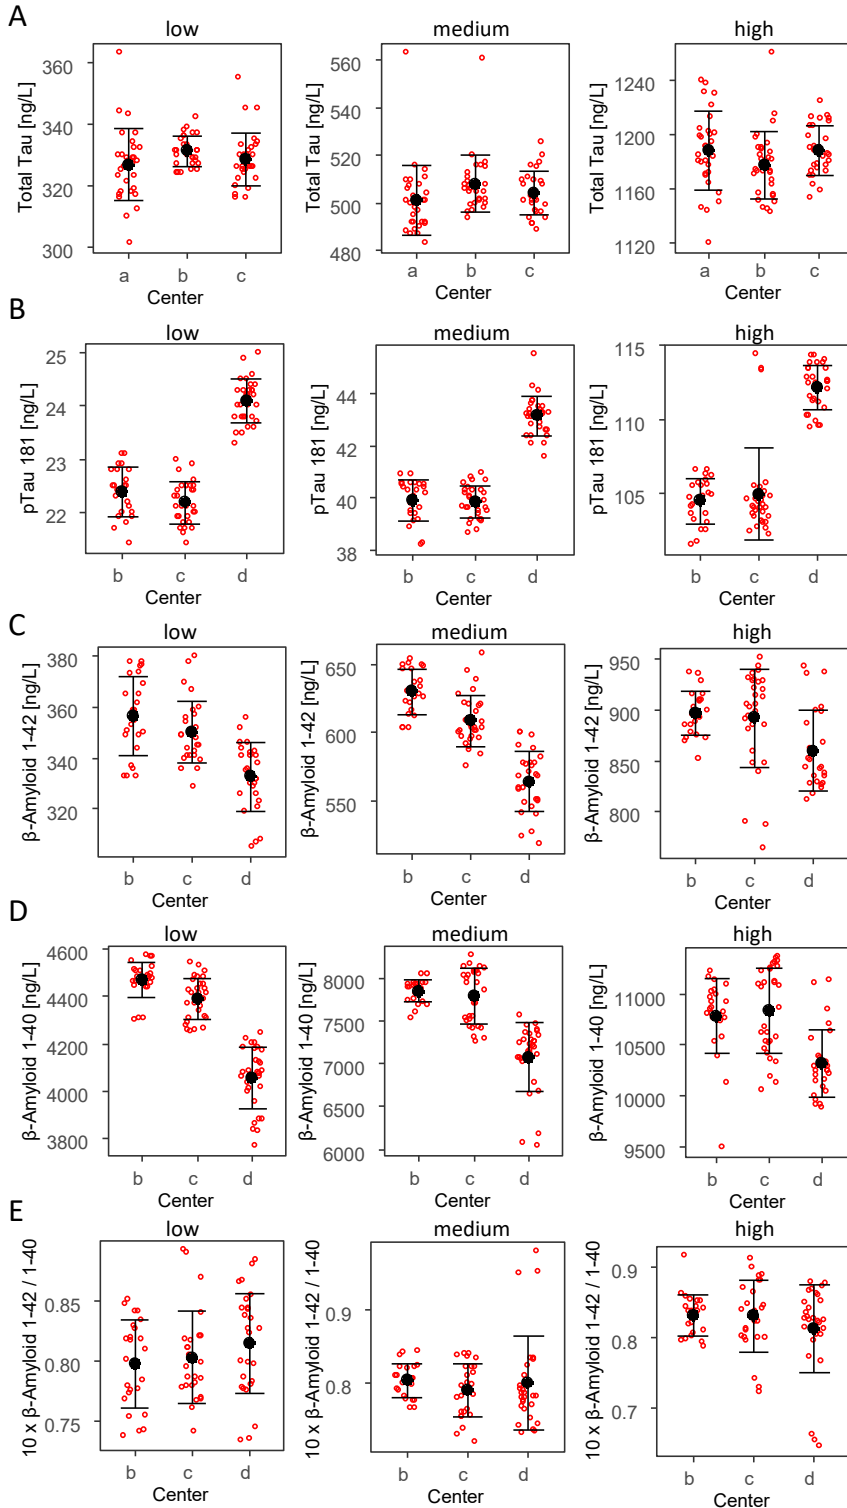 A
low medium high
Total Tau [ng/L] 360 340 320 300
Total Tau [ng/L] 560 540 520 500 480
Total Tau [ng/L] 1240 1200 1160 1120
a b c a b c a b c
Center Center Center
B
low medium high
pTau 181 [ng/L] 25 24 23 22
pTau 181 [ng/L] 44 42 40 38
pTau 181 [ng/L] 115 110 105
b c d b c d b c d
Center Center Center
C
low medium high
β-Amyloid 1-42 [ng/L] 380 360 340 320
β-Amyloid 1-42 [ng/L] 650 600 550
β-Amyloid 1-42 [ng/L] 950 900 850 800
b c d b c d b c d
Center Center Center
D
low medium high
β-Amyloid 1-40 [ng/L] 4600 4400 4200 4000 3800
β-Amyloid 1-40 [ng/L] 8000 7500 7000 6500 6000
β-Amyloid 1-40 [ng/L] 11000 10500 10000 9500
b c d b c d b c d
Center Center Center
E
low medium high
10 x β-Amyloid 1-42 / 1-40 0.85 0.80 0.75
10 x β-Amyloid 1-42 / 1-40 0.9 0.8
10 x β-Amyloid 1-42 / 1-40 0.9 0.8 0.7
b c d b c d b c d
Center Center Center